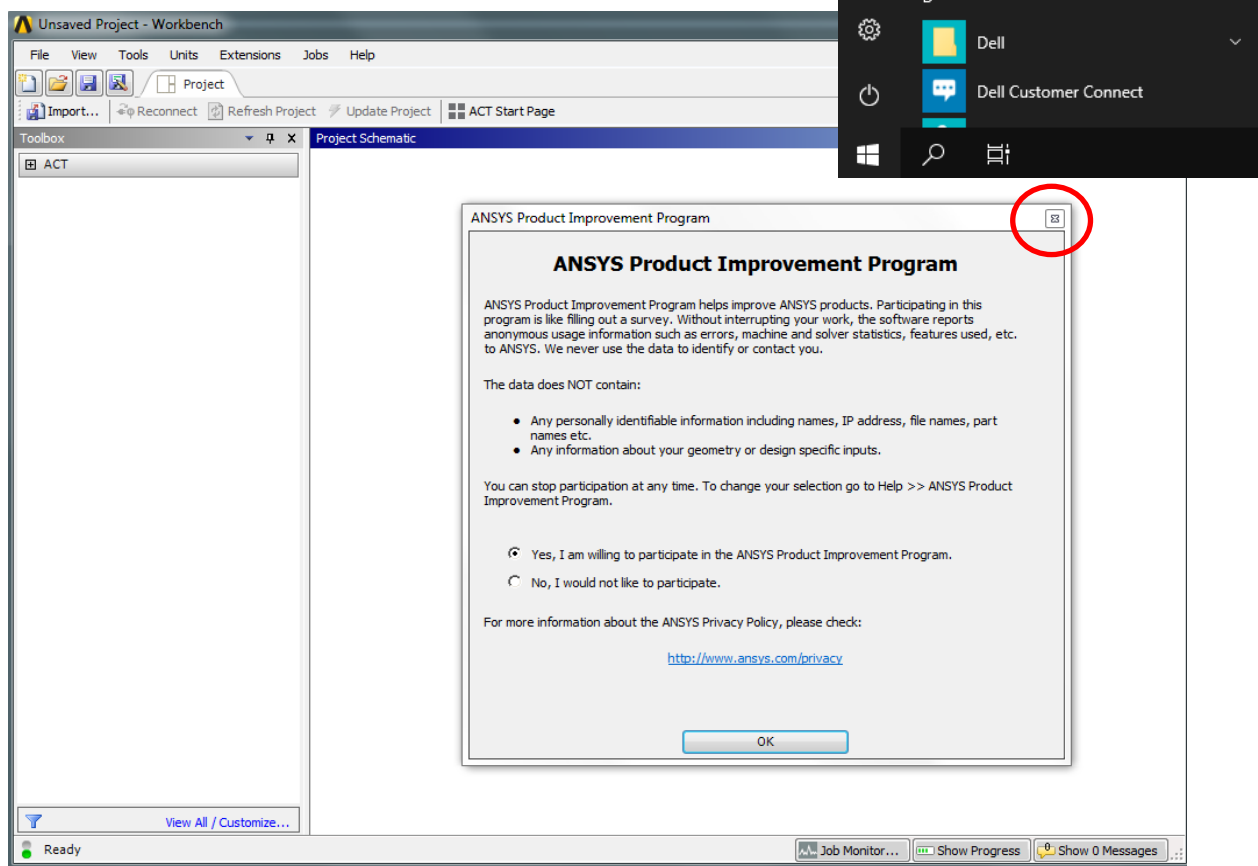 Unsaved Project - Workbench
File View Tools Units Extensions Jobs Help
Project
Import... Reconnect Refresh Project Update Project ACT Start Page
Toolbox
Project Schematic
ACT
Dell
Dell Customer Connect
ANSYS Product Improvement Program
ANSYS Product Improvement Program
ANSYS Product Improvement Program helps improve ANSYS products. Participating in this
program is like filling out a survey. Without interrupting your work, the software reports
anonymous usage information such as errors, machine and solver statistics, features used, etc.
to ANSYS. We never use the data to identify or contact you.
The data does NOT contain:
• Any personally identifiable information including names, IP address, file names, part
names etc.
• Any information about your geometry or design specific inputs.
You can stop participation at any time. To change your selection go to Help >> ANSYS Product
Improvement Program.
Yes, I am willing to participate in the ANSYS Product Improvement Program.
No, I would not like to participate.
For more information about the ANSYS Privacy Policy, please check:
http://www.ansys.com/privacy
OK
View All / Customize...
Ready
Job Monitor... Show Progress 0 Show 0 Messages